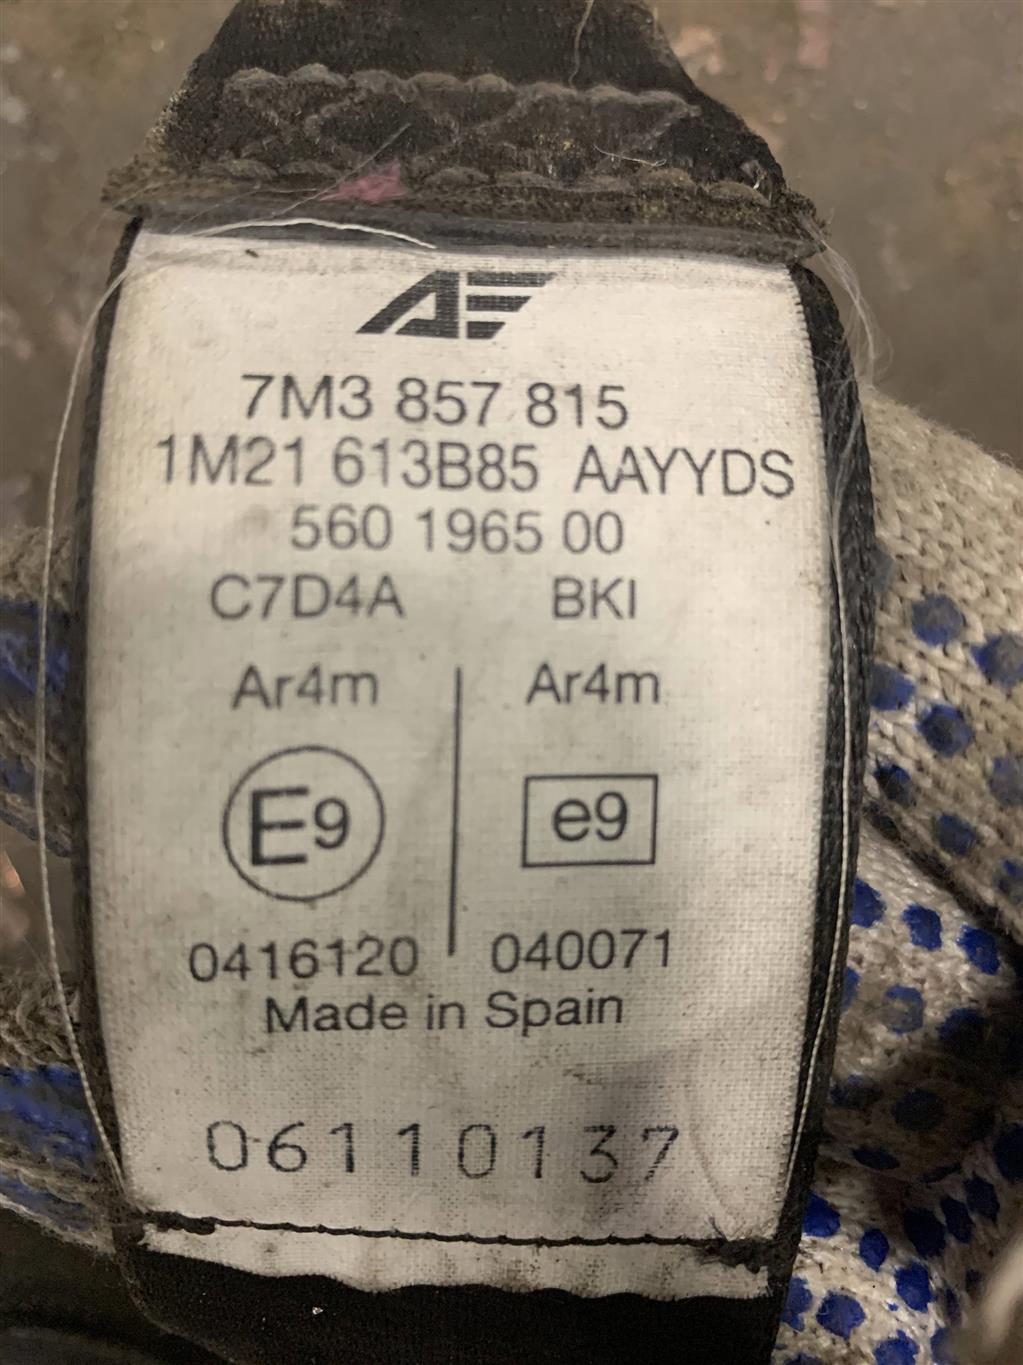 AE
7M3 857 815
1M21 613B85 AAYYDS
560 1965 00
C7D4A BKI
Ar4m Ar4m
E9 e9
0416120 040071
Made in Spain
06110137